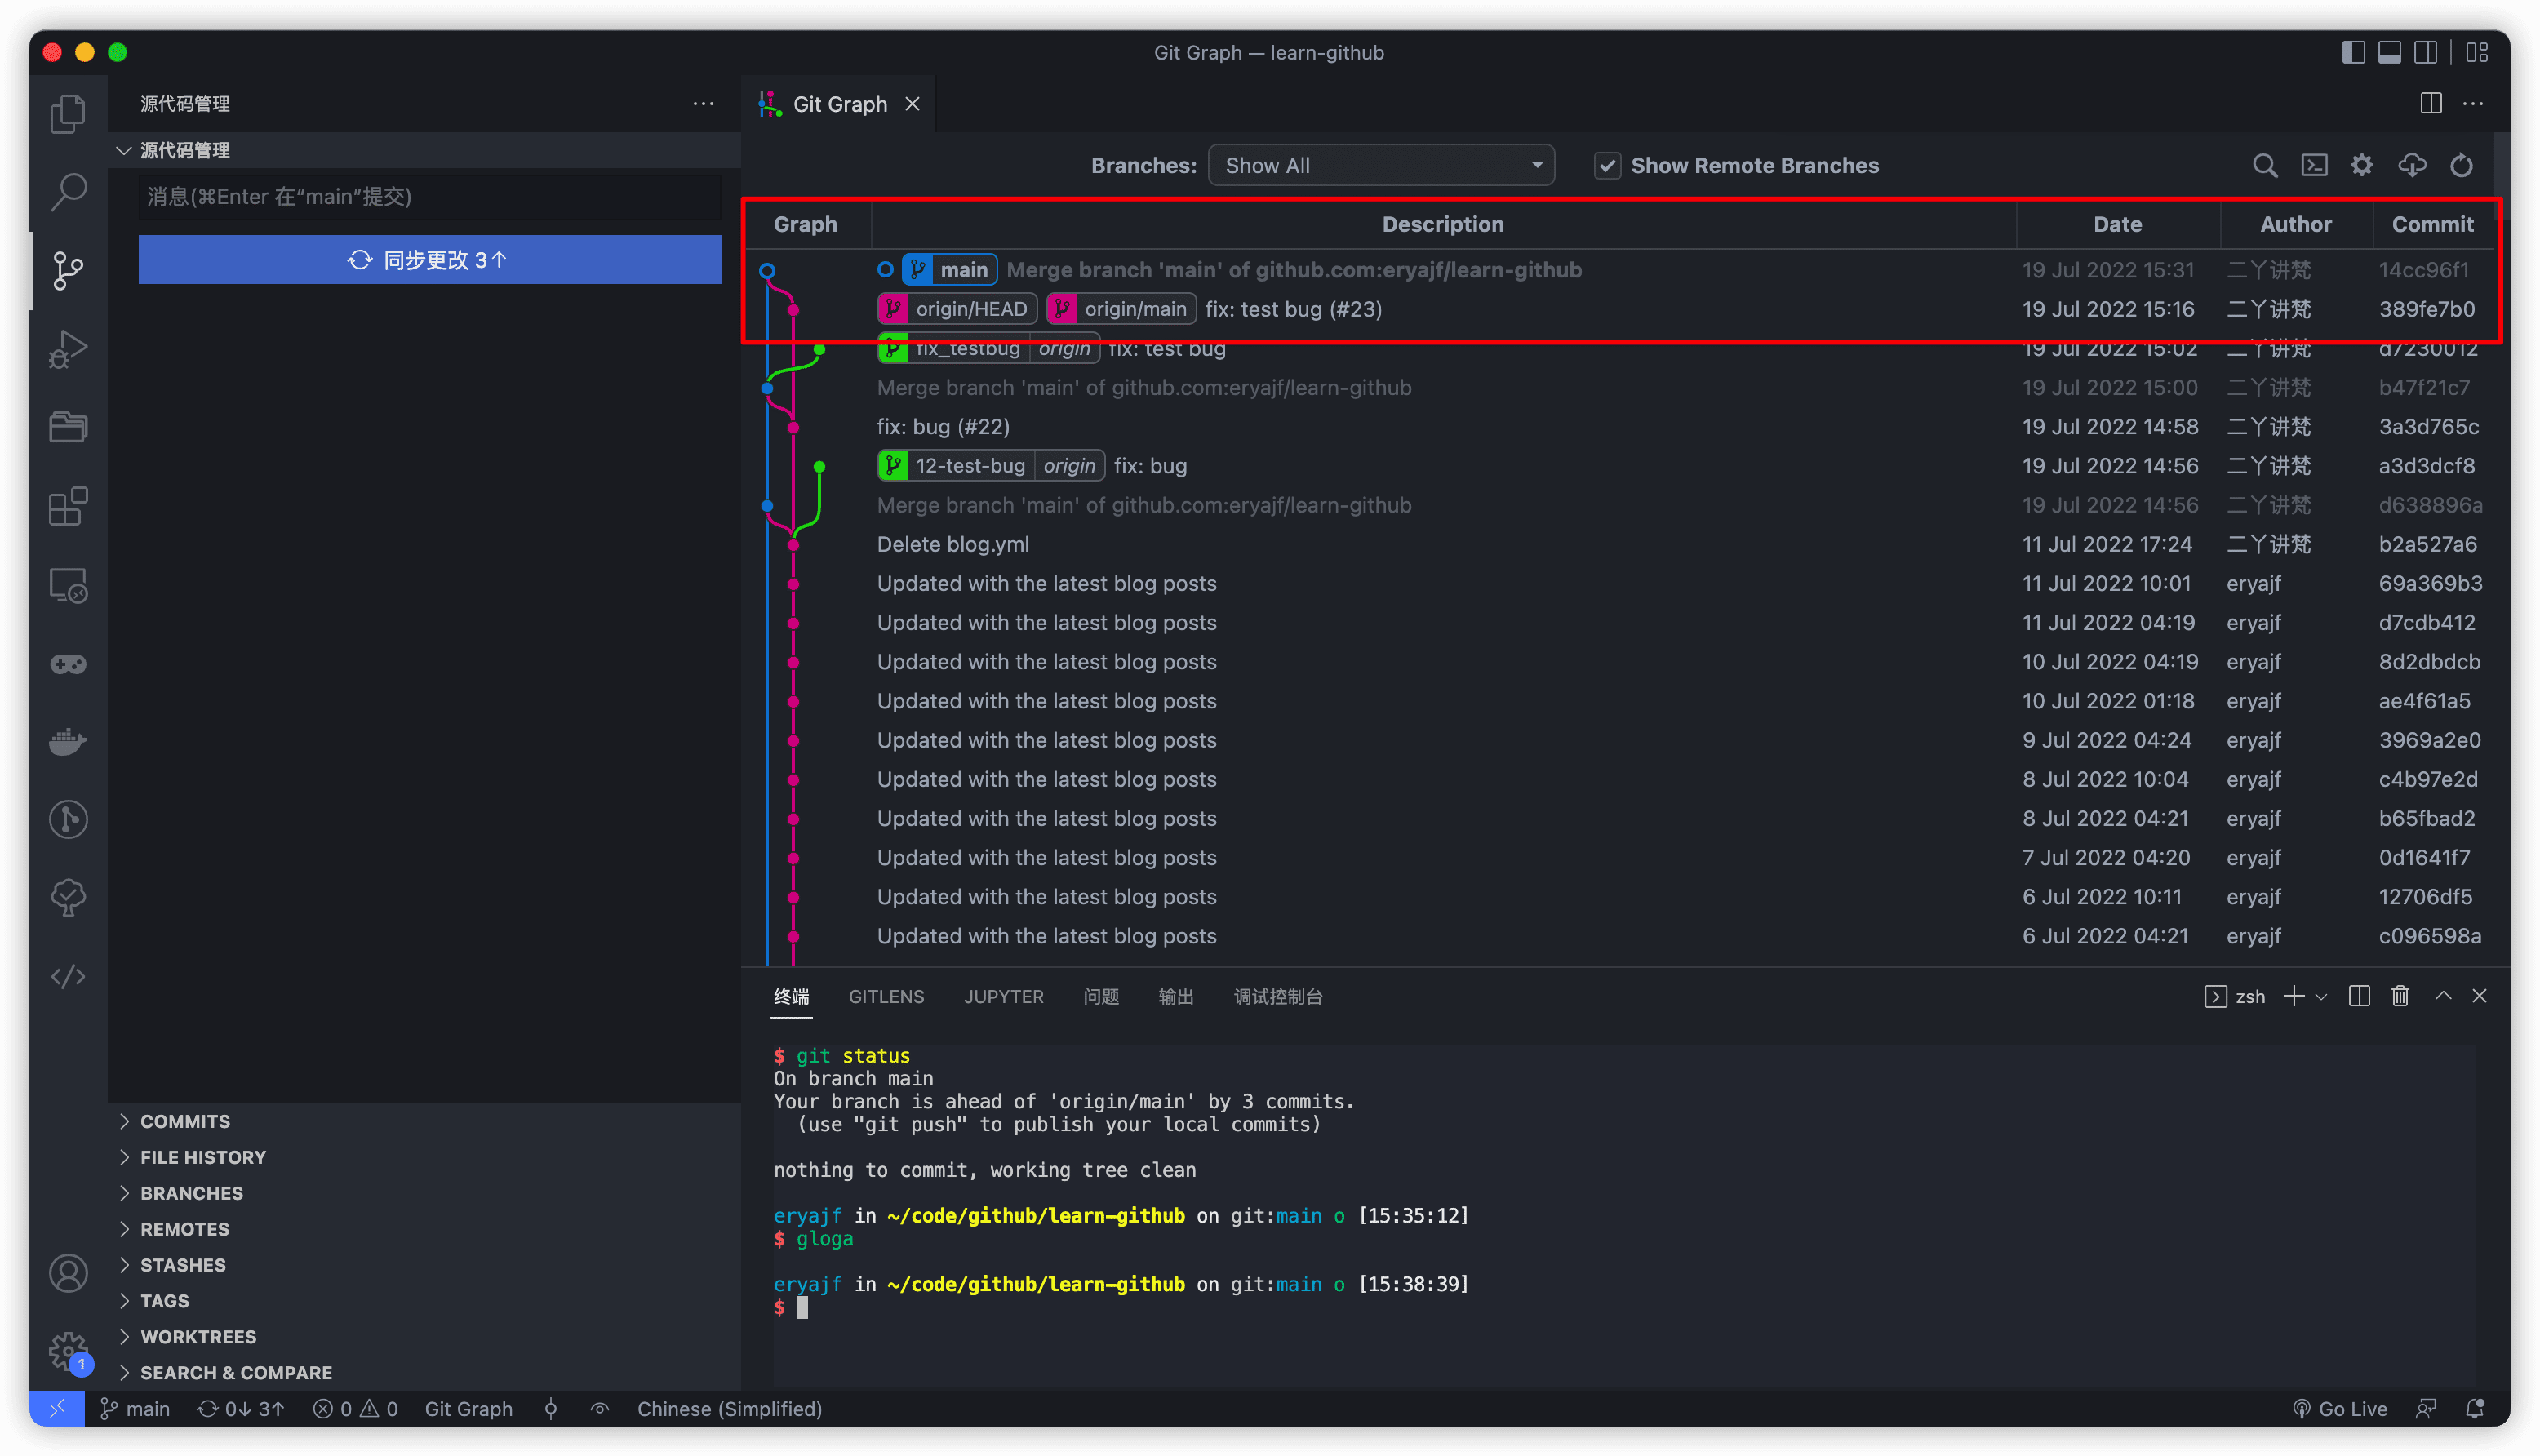 Git Graph — learn-github
源代码管理
Git Graph
源代码管理
消息(⌘Enter 在“main”提交)
同步更改 3↑
Branches: Show All Show Remote Branches
Graph Description Date Author Commit
main Merge branch 'main' of github.com:eryajf/learn-github 19 Jul 2022 15:31 二丫讲梵 14cc96f1
origin/HEAD origin/main fix: test bug (#23) 19 Jul 2022 15:16 二丫讲梵 389fe7b0
fix_testbug origin fix: test bug 19 Jul 2022 15:02 二丫讲梵 d7230012
Merge branch 'main' of github.com:eryajf/learn-github 19 Jul 2022 15:00 二丫讲梵 b47f21c7
fix: bug (#22) 19 Jul 2022 14:58 二丫讲梵 3a3d765c
12-test-bug origin fix: bug 19 Jul 2022 14:56 二丫讲梵 a3d3dcf8
Merge branch 'main' of github.com:eryajf/learn-github 19 Jul 2022 14:56 二丫讲梵 d638896a
Delete blog.yml 11 Jul 2022 17:24 二丫讲梵 b2a527a6
Updated with the latest blog posts 11 Jul 2022 10:01 eryajf 69a369b3
Updated with the latest blog posts 11 Jul 2022 04:19 eryajf d7cdb412
Updated with the latest blog posts 10 Jul 2022 04:19 eryajf 8d2dbdcb
Updated with the latest blog posts 10 Jul 2022 01:18 eryajf ae4f61a5
Updated with the latest blog posts 9 Jul 2022 04:24 eryajf 3969a2e0
Updated with the latest blog posts 8 Jul 2022 10:04 eryajf c4b97e2d
Updated with the latest blog posts 8 Jul 2022 04:21 eryajf b65fbad2
Updated with the latest blog posts 7 Jul 2022 04:20 eryajf 0d1641f7
Updated with the latest blog posts 6 Jul 2022 10:11 eryajf 12706df5
Updated with the latest blog posts 6 Jul 2022 04:21 eryajf c096598a
终端 GITLENS JUPYTER 问题 输出 调试控制台 zsh
$ git status
On branch main
Your branch is ahead of 'origin/main' by 3 commits.
(use "git push" to publish your local commits)
nothing to commit, working tree clean
eryajf in ~/code/github/learn-github on git:main o [15:35:12]
$ gloga
eryajf in ~/code/github/learn-github on git:main o [15:38:39]
$
COMMITS
FILE HISTORY
BRANCHES
REMOTES
STASHES
TAGS
WORKTREES
SEARCH & COMPARE
1
main 0↓ 3↑ 0 0 Git Graph Chinese (Simplified) Go Live